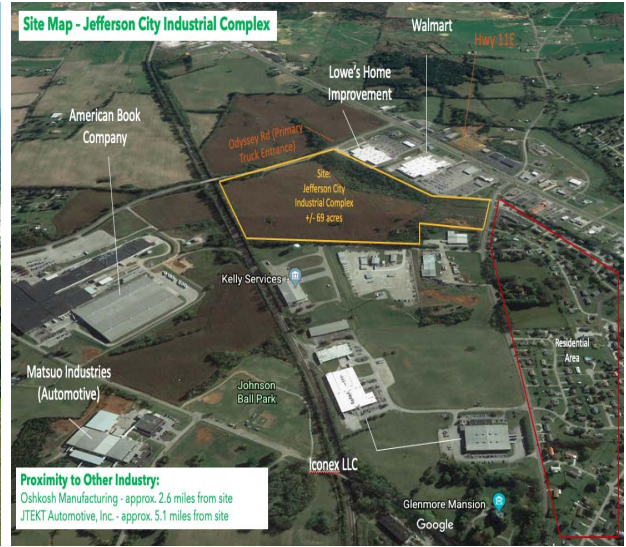 Site Map - Jefferson City Industrial Complex
Walmart
Hwy 11E
Lowe's Home
Improvement
American Book
Company
Odyssey Rd (Primary
Truck Entrance)
Site:
Jefferson City
Industrial Complex
+/- 69 acres
Kelly Services
Residential
Area
Matsuo Industries
(Automotive)
Johnson
Ball Park
Iconex LLC
Proximity to Other Industry:
Oshkosh Manufacturing - approx. 2.6 miles from site
JTEKT Automotive, Inc. - approx. 5.1 miles from site
Glenmore Mansion
Google